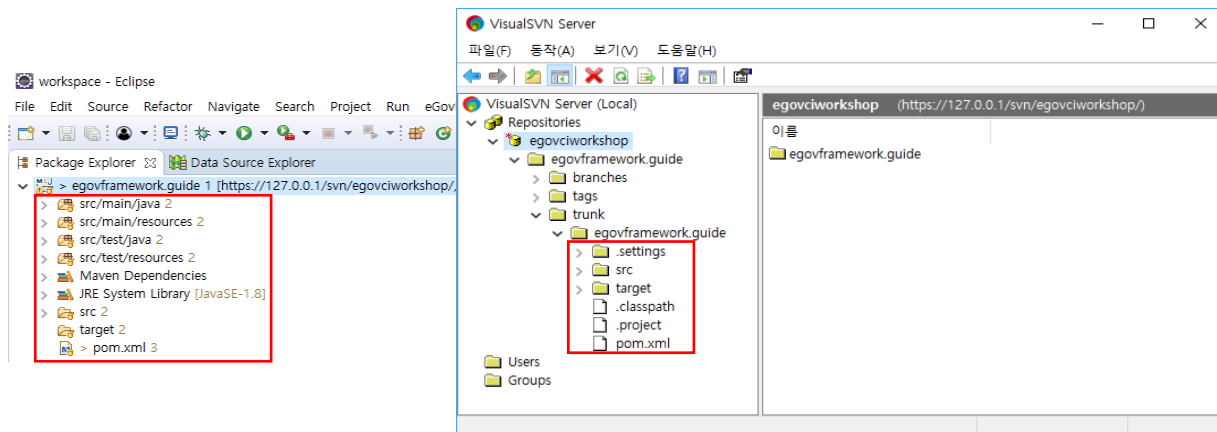 workspace - Eclipse
File Edit Source Refactor Navigate Search Project Run eGov
Package Explorer Data Source Explorer
> egovframework.guide 1 [https://127.0.0.1/svn/egovciworkshop/,
src/main/java 2
src/main/resources 2
src/test/java 2
src/test/resources 2
Maven Dependencies
JRE System Library [JavaSE-1.8]
src 2
target 2
> pom.xml 3
VisualSVN Server
파일(F) 동작(A) 보기(V) 도움말(H)
VisualSVN Server (Local)
Repositories
egovciworkshop
egovframework.guide
branches
tags
trunk
egovframework.guide
.settings
src
target
.classpath
.project
pom.xml
Users
Groups
egovciworkshop (https://127.0.0.1/svn/egovciworkshop/)
이름
egovframework.guide